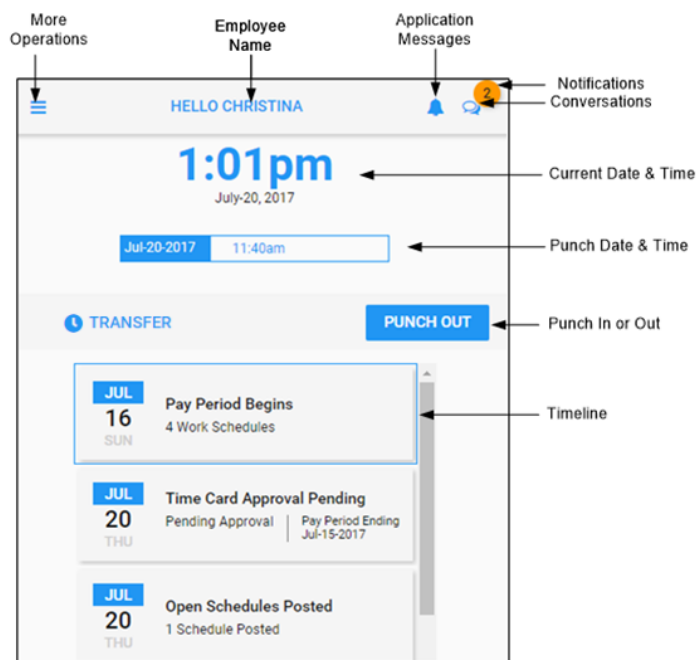 More
Operations
Employee
Name
Application
Messages
Notifications
Conversations
2
HELLO CHRISTINA
1:01pm
July-20, 2017
Current Date & Time
Jul-20-2017 11:40am
Punch Date & Time
TRANSFER
PUNCH OUT
Punch In or Out
JUL
16
SUN
Pay Period Begins
4 Work Schedules
Timeline
JUL
20
THU
Time Card Approval Pending
Pending Approval
Pay Period Ending
Jul-15-2017
JUL
20
THU
Open Schedules Posted
1 Schedule Posted